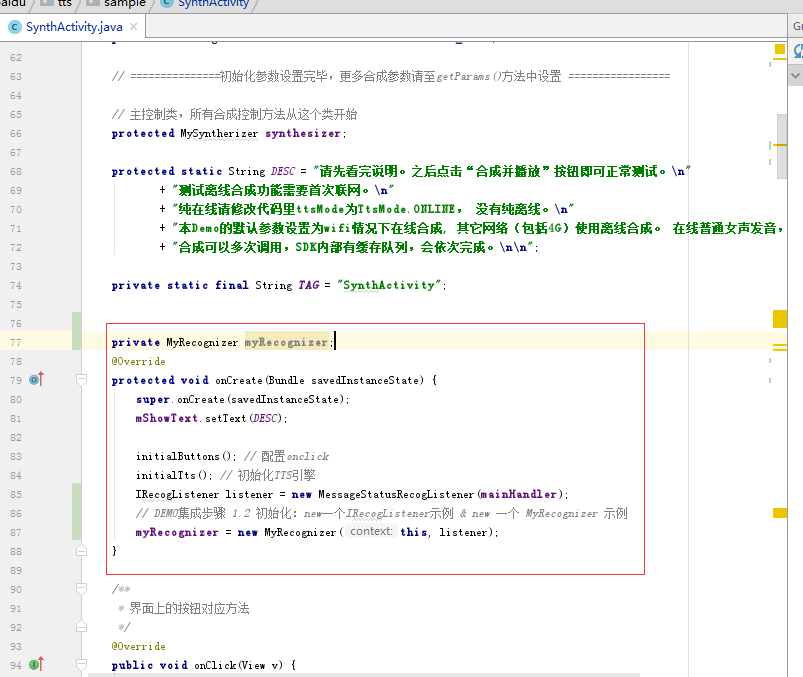 tts sample SynthActivity
SynthActivity.java
62
63 // ===============初始化参数设置完毕，更多合成参数请至getParams()方法中设置 =================
64
65 // 主控制类，所有合成控制方法从这个类开始
66 protected MySyntherizer synthesizer;
67
68 protected static String DESC = "请先看完说明。之后点击“合成并播放”按钮即可正常测试。\n"
69 + "测试离线合成功能需要首次联网。\n"
70 + "纯在线请修改代码里ttsMode为TtsMode.ONLINE， 没有纯离线。\n"
71 + "本Demo的默认参数设置为wifi情况下在线合成, 其它网络（包括4G）使用离线合成。 在线普通女声发音，
72 + "合成可以多次调用，SDK内部有缓存队列，会依次完成。\n\n";
73
74 private static final String TAG = "SynthActivity";
75
76
77 private MyRecognizer myRecognizer;
78 @Override
79 protected void onCreate(Bundle savedInstanceState) {
80 super.onCreate(savedInstanceState);
81 mShowText.setText(DESC);
82
83 initialButtons(); // 配置onclick
84 initialTts(); // 初始化TTS引擎
85 IRecogListener listener = new MessageStatusRecogListener(mainHandler);
86 // DEMO集成步骤 1.2 初始化：new一个IRecogListener示例 & new 一个 MyRecognizer 示例
87 myRecognizer = new MyRecognizer( context: this, listener);
88 }
89
90 /**
91 * 界面上的按钮对应方法
92 */
93 @Override
94 public void onClick(View v) {